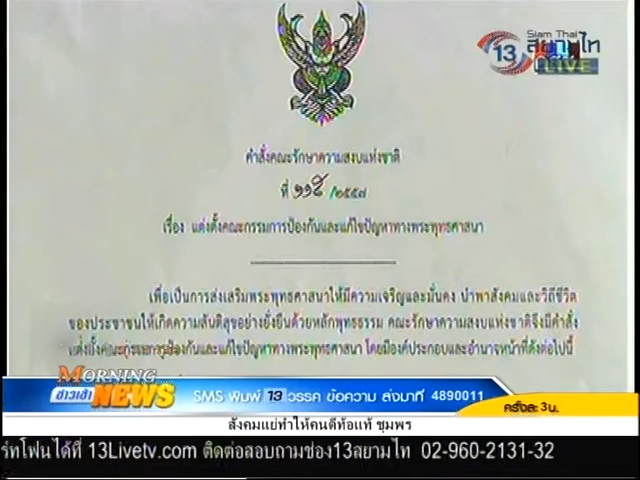 Siam Thai
13 สยามไท
LIVE
คำสั่งคณะรักษาความสงบแห่งชาติ
ที่ /๒๕๕๗
เรื่อง แต่งตั้งคณะกรรมการป้องกันและแก้ไขปัญหาทางพระพุทธศาสนา
เพื่อเป็นการส่งเสริมพระพุทธศาสนาให้มีความเจริญและมั่นคง นำพาสังคมและวิถีชีวิต
ของประชาชนให้เกิดความสันติสุขอย่างยั่งยืนด้วยหลักพุทธธรรม คณะรักษาความสงบแห่งชาติจึงมีคำสั่ง
แต่งตั้งคณะกรรมการป้องกันและแก้ไขปัญหาทางพระพุทธศาสนา โดยมีองค์ประกอบและอำนาจหน้าที่ดังต่อไปนี้
MORNING
ข่าวเช้า NEWS SMS พิมพ์ 13 วรรค ข้อความ ส่งมาที่ 4890011
ครั้งละ 3 บ.
สังคมแย่ทำให้คนดีท้อแท้ ชุมพร
ร์ทโฟนได้ที่ 13Livetv.com ติดต่อสอบถามช่อง13สยามไท 02-960-2131-32